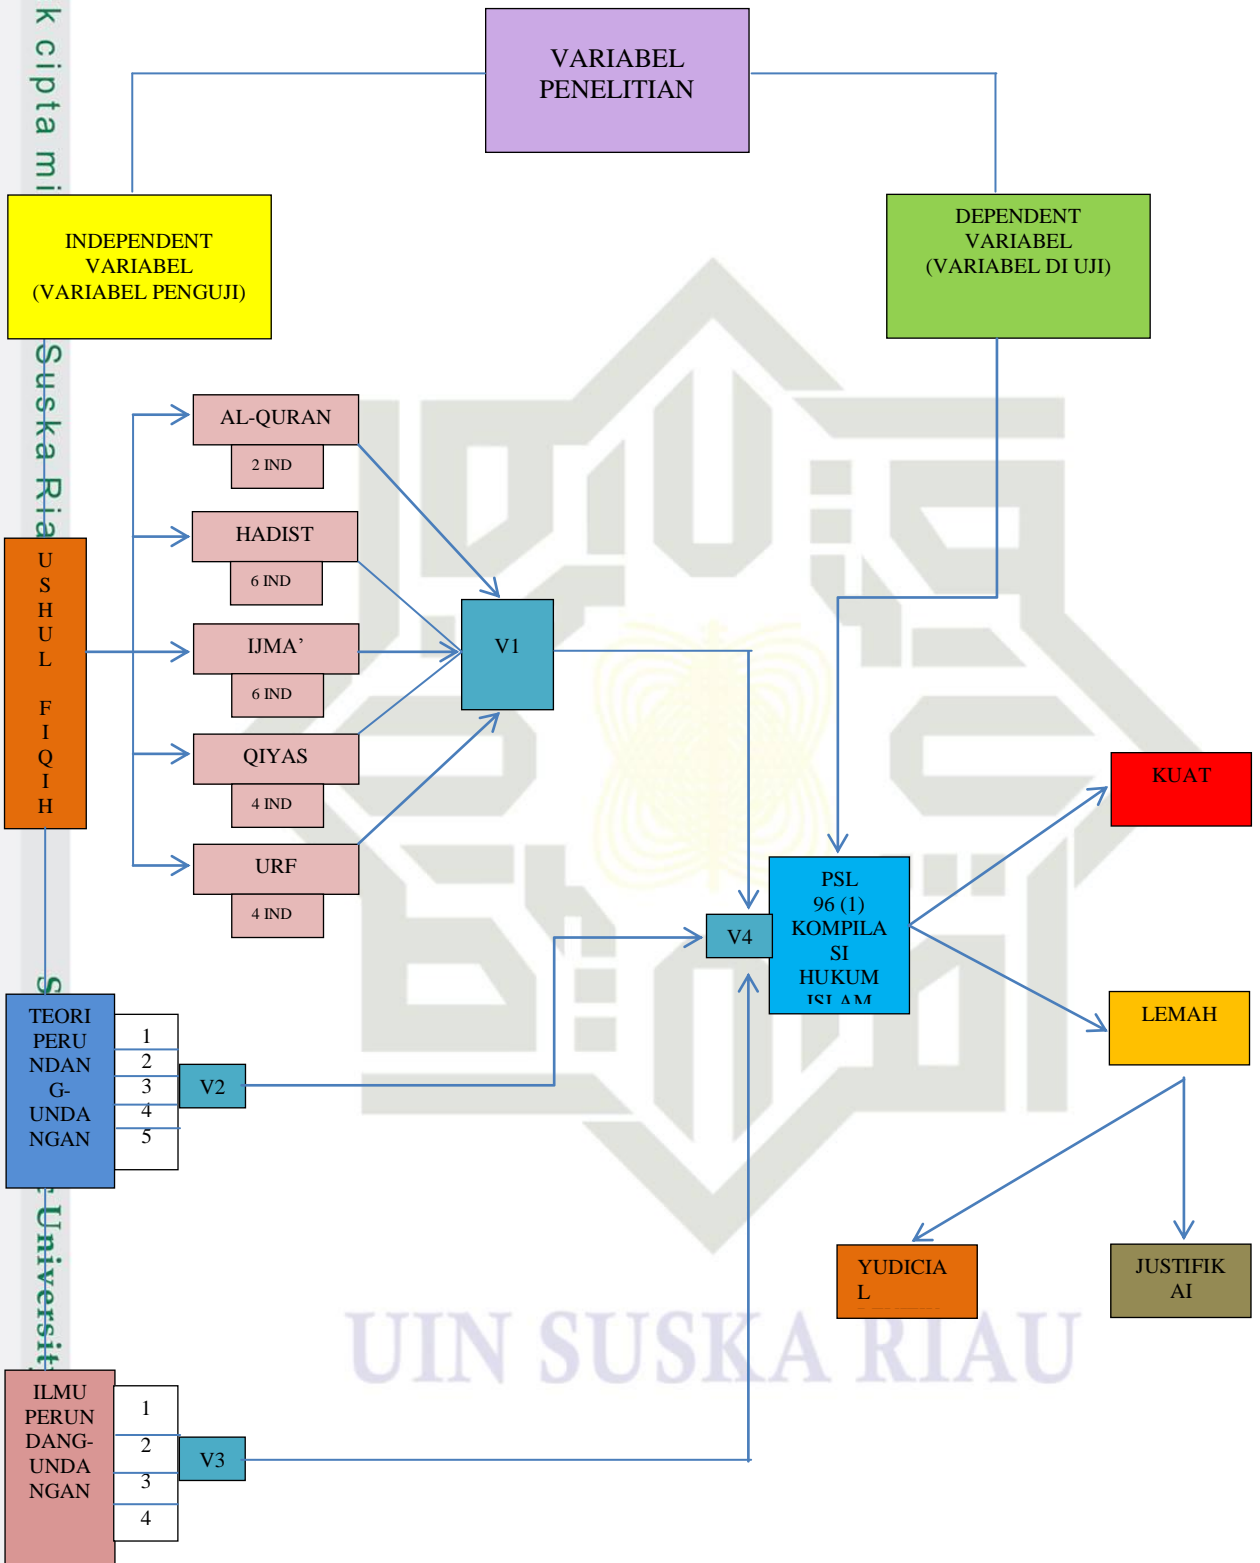 VARIABEL
PENELITIAN
INDEPENDENT
VARIABEL
(VARIABEL PENGUJI)
DEPENDENT
VARIABEL
(VARIABEL DI UJI)
k cipta mi
Suska Ria
AL-QURAN
2 IND
HADIST
6 IND
IJMA’
6 IND
QIYAS
4 IND
URF
4 IND
U
S
H
U
L
F
I
Q
I
H
V1
KUAT
PSL
96 (1)
KOMPILA
SI
HUKUM
ISLAM
V4
LEMAH
TEORI
PERU
NDAN
G-
UNDA
NGAN
1
2
3
4
5
V2
S
Universit
YUDICIA
L
JUSTIFIK
AI
UIN SUSKA RIAU
ILMU
PERUN
DANG-
UNDA
NGAN
1
2
3
4
V3